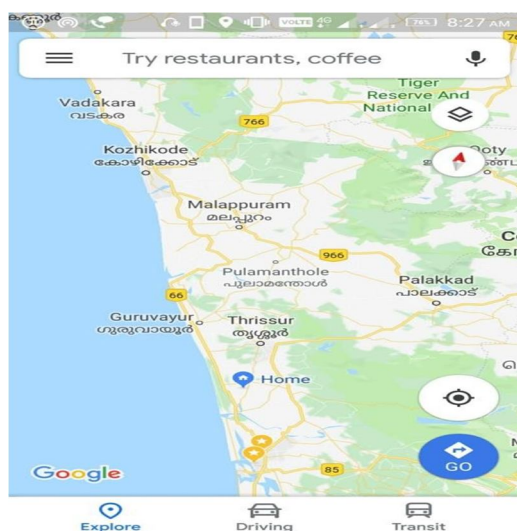 VOLTE 4G 76% 8:27 AM
Try restaurants, coffee
Tiger
Reserve And
National
Vadakara
വടകര
766
Kozhikode
കോഴിക്കോട്
Ooty
Malappuram
മലപ്പുറം
966
Pulamanthole
പുലാമന്തോൾ
Palakkad
പാലക്കാട്
66
Guruvayur
ഗുരുവായൂർ
Thrissur
തൃശ്ശൂർ
Home
GO
Google
85
Explore Driving Transit